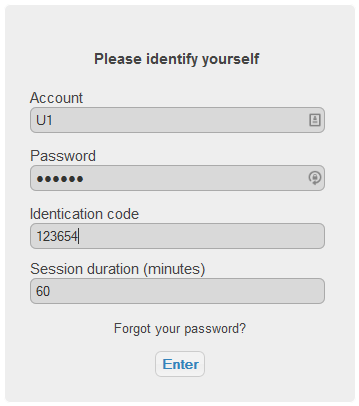 Please identify yourself
Account
U1
Password
●●●●●●
Identication code
123654
Session duration (minutes)
60
Forgot your password?
Enter